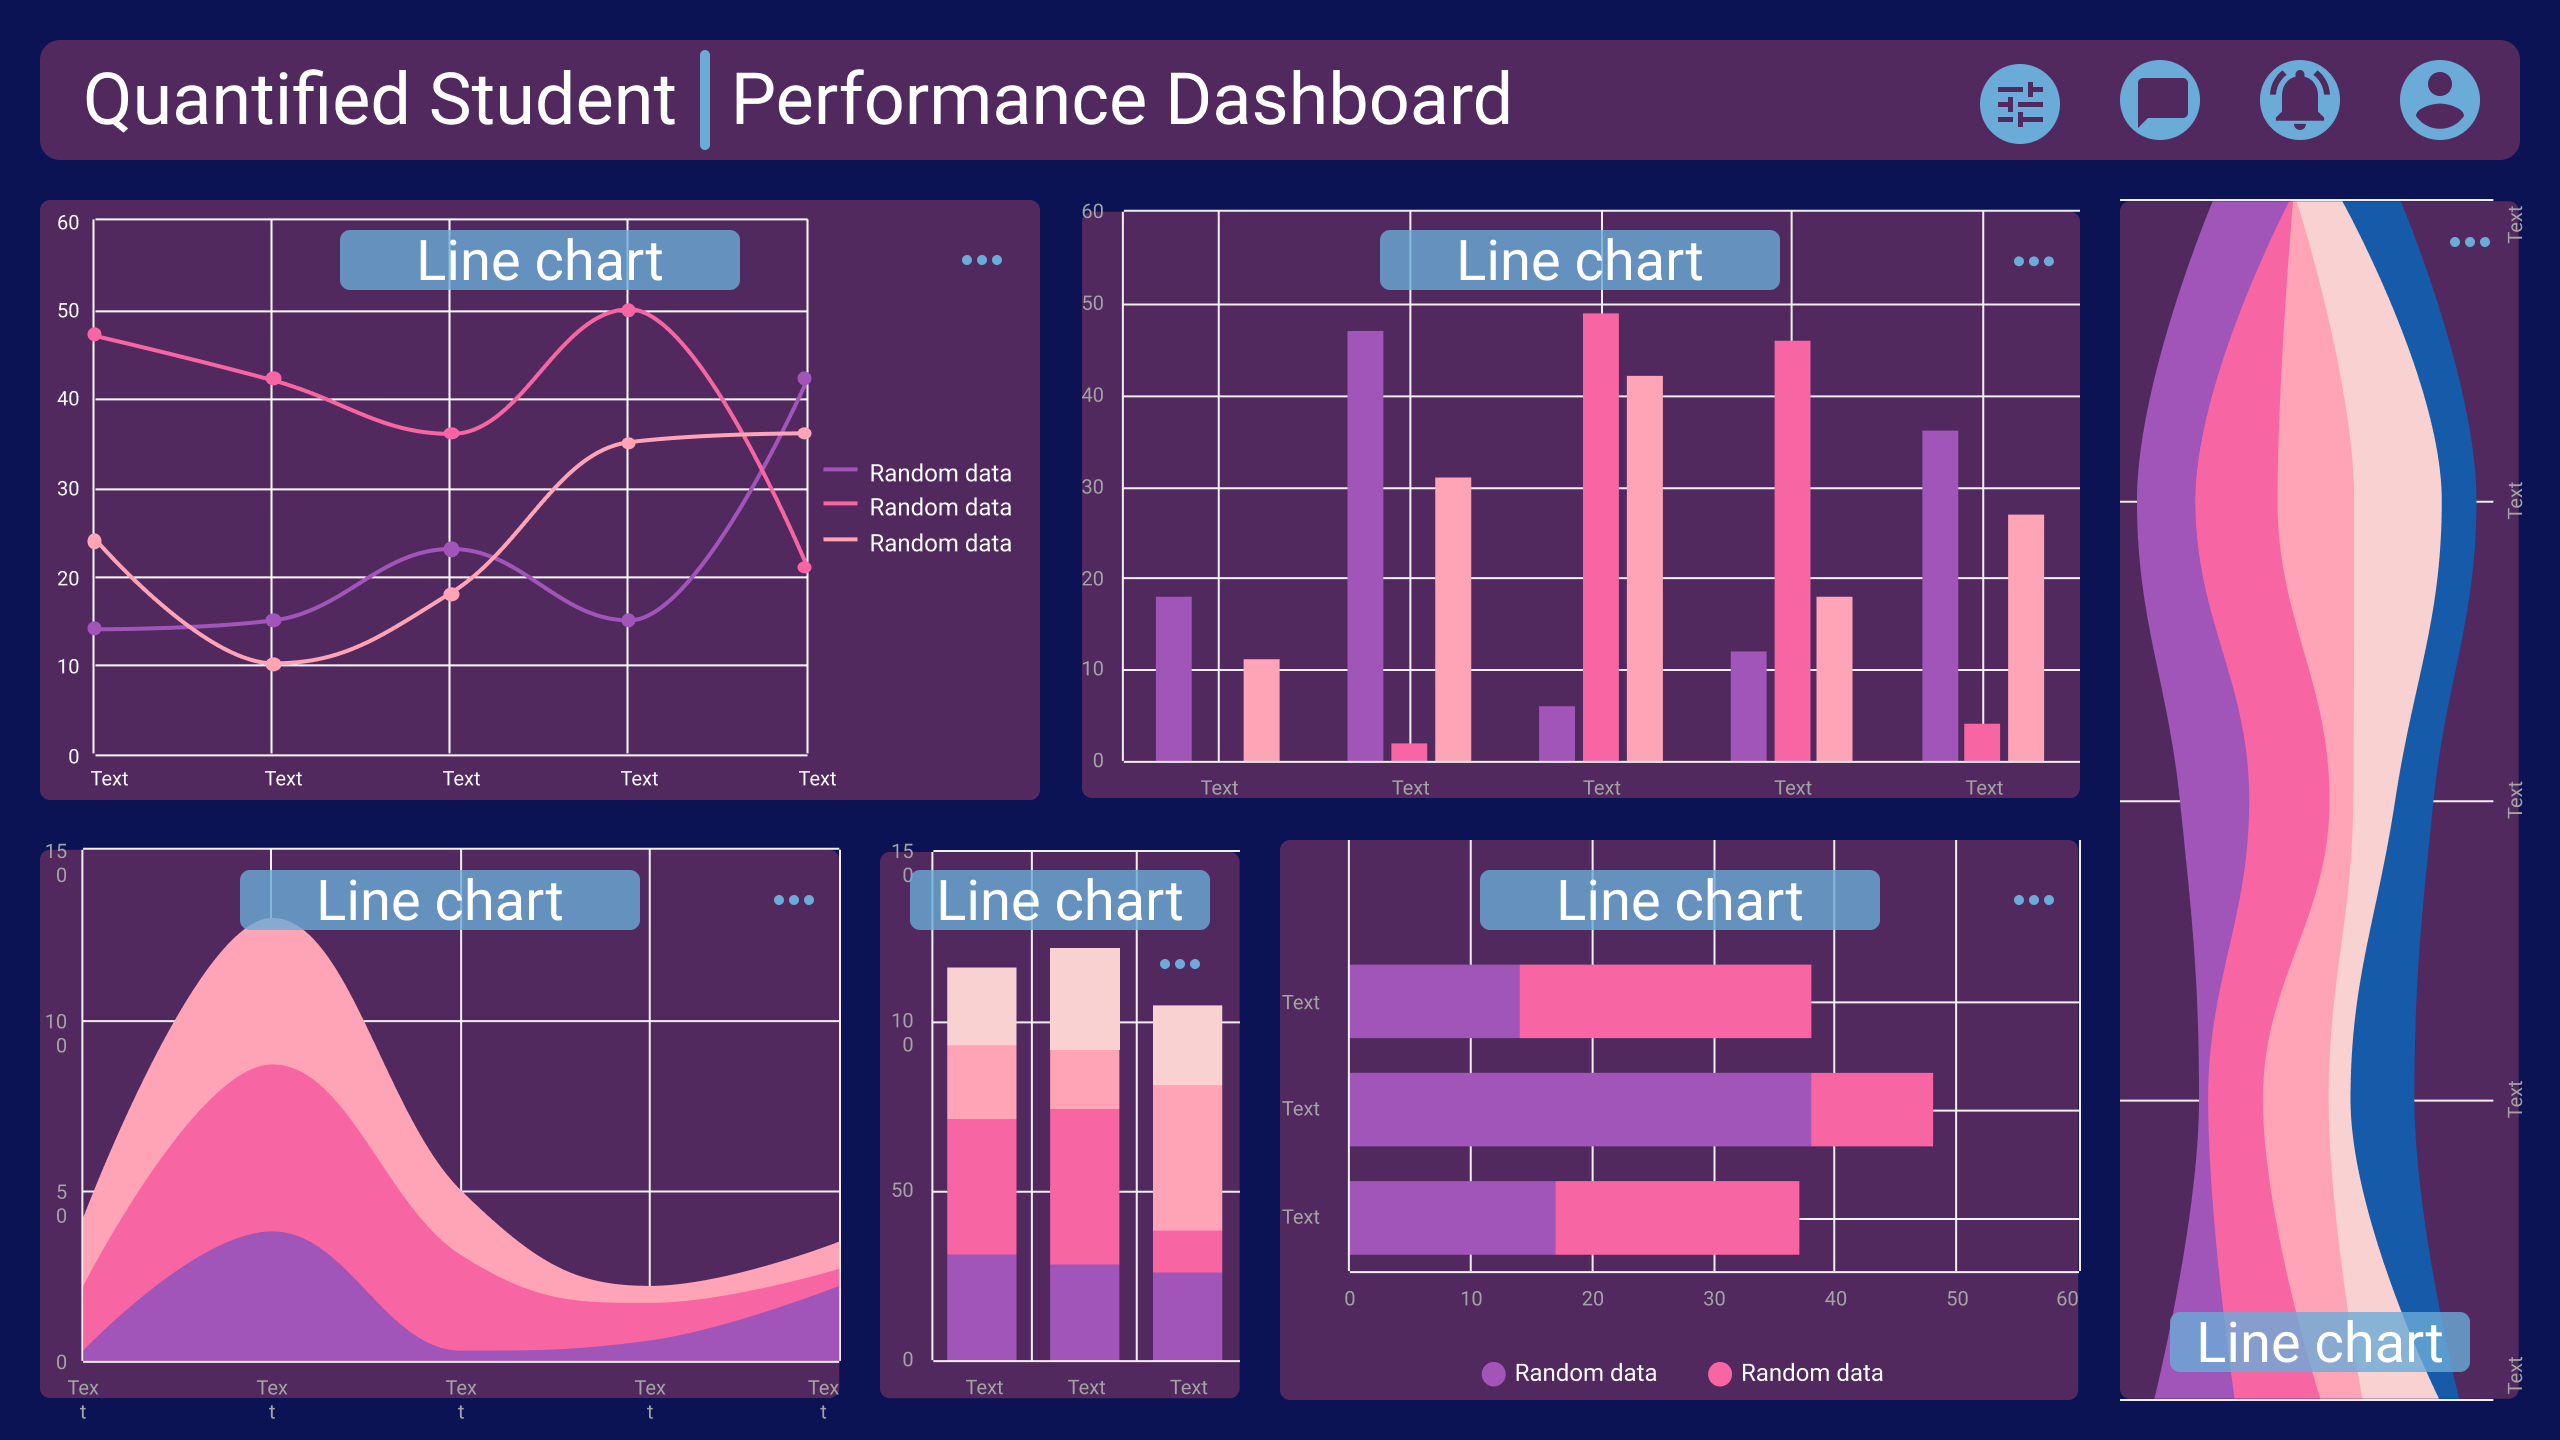 Quantified Student | Performance Dashboard
Line chart
60
50
40
30
20
10
0
Text Text Text Text Text
Random data
Random data
Random data
Line chart
60
50
40
30
20
10
0
Text Text Text Text Text
Text
Text
Text
Text
Text
Line chart
Line chart
15
0
10
0
5
0
0
Tex Tex Tex Tex Tex
t t t t t
Line chart
15
0
10
0
50
0
Text Text Text
Line chart
Text
Text
Text
0 10 20 30 40 50 60
Random data Random data